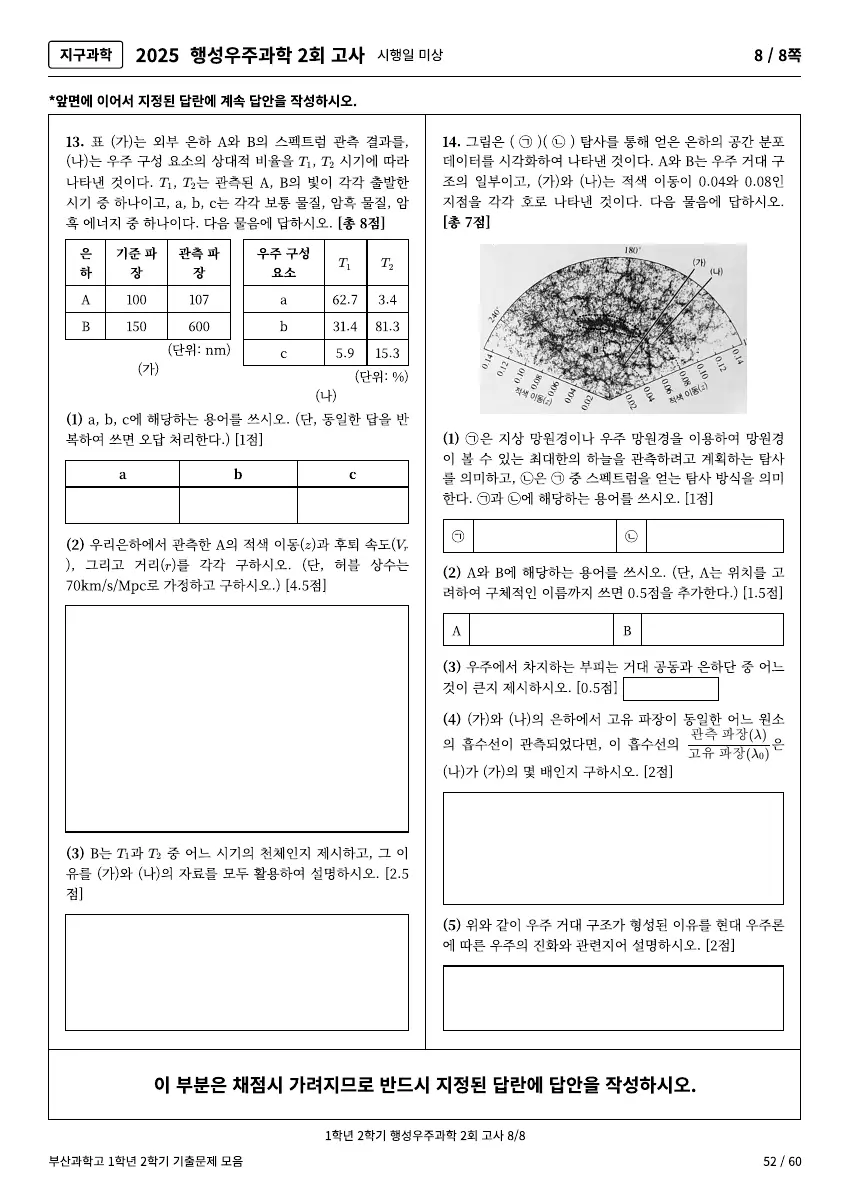 지구과학 2025 행성우주과학 2회 고사 시행일 미상 8 / 8쪽
*앞면에 이어서 지정된 답란에 계속 답안을 작성하시오.
13. 표 (가)는 외부 은하 A와 B의 스펙트럼 관측 결과를,
(나)는 우주 구성 요소의 상대적 비율을 T₁, T₂ 시기에 따라
나타낸 것이다. T₁, T₂는 관측된 A, B의 빛이 각각 출발한
시기 중 하나이고, a, b, c는 각각 보통 물질, 암흑 물질, 암
흑 에너지 중 하나이다. 다음 물음에 답하시오. [총 8점]
은하 기준 파장 관측 파장
A 100 107
B 150 600
(단위: nm)
(가)
우주 구성 요소 T₁ T₂
a 62.7 3.4
b 31.4 81.3
c 5.9 15.3
(단위: %)
(나)
(1) a, b, c에 해당하는 용어를 쓰시오. (단, 동일한 답을 반
복하여 쓰면 오답 처리한다.) [1점]
a b c
(2) 우리은하에서 관측한 A의 적색 이동(z)과 후퇴 속도(Vᵣ
), 그리고 거리(r)를 각각 구하시오. (단, 허블 상수는
70km/s/Mpc로 가정하고 구하시오.) [4.5점]
(3) B는 T₁과 T₂ 중 어느 시기의 천체인지 제시하고, 그 이
유를 (가)와 (나)의 자료를 모두 활용하여 설명하시오. [2.5
점]
14. 그림은 ( ㉠ )( ㉡ ) 탐사를 통해 얻은 은하의 공간 분포
데이터를 시각화하여 나타낸 것이다. A와 B는 우주 거대 구
조의 일부이고, (가)와 (나)는 적색 이동이 0.04와 0.08인
지점을 각각 호로 나타낸 것이다. 다음 물음에 답하시오.
[총 7점]
180°
(가)
(나)
240°
A
B
0.14 0.12 0.10 0.08 0.06 0.04 0.02 0.02 0.04 0.06 0.08 0.10 0.12 0.14
적색 이동(z) 적색 이동(z)
(1) ㉠은 지상 망원경이나 우주 망원경을 이용하여 망원경
이 볼 수 있는 최대한의 하늘을 관측하려고 계획하는 탐사
를 의미하고, ㉡은 ㉠ 중 스펙트럼을 얻는 탐사 방식을 의미
한다. ㉠과 ㉡에 해당하는 용어를 쓰시오. [1점]
㉠ ㉡
(2) A와 B에 해당하는 용어를 쓰시오. (단, A는 위치를 고
려하여 구체적인 이름까지 쓰면 0.5점을 추가한다.) [1.5점]
A B
(3) 우주에서 차지하는 부피는 거대 공동과 은하단 중 어느
것이 큰지 제시하시오. [0.5점]
(4) (가)와 (나)의 은하에서 고유 파장이 동일한 어느 원소
의 흡수선이 관측되었다면, 이 흡수선의 관측 파장(λ)/고유 파장(λ₀)은
(나)가 (가)의 몇 배인지 구하시오. [2점]
(5) 위와 같이 우주 거대 구조가 형성된 이유를 현대 우주론
에 따른 우주의 진화와 관련지어 설명하시오. [2점]
이 부분은 채점시 가려지므로 반드시 지정된 답란에 답안을 작성하시오.
1학년 2학기 행성우주과학 2회 고사 8/8
부산과학고 1학년 2학기 기출문제 모음 52 / 60